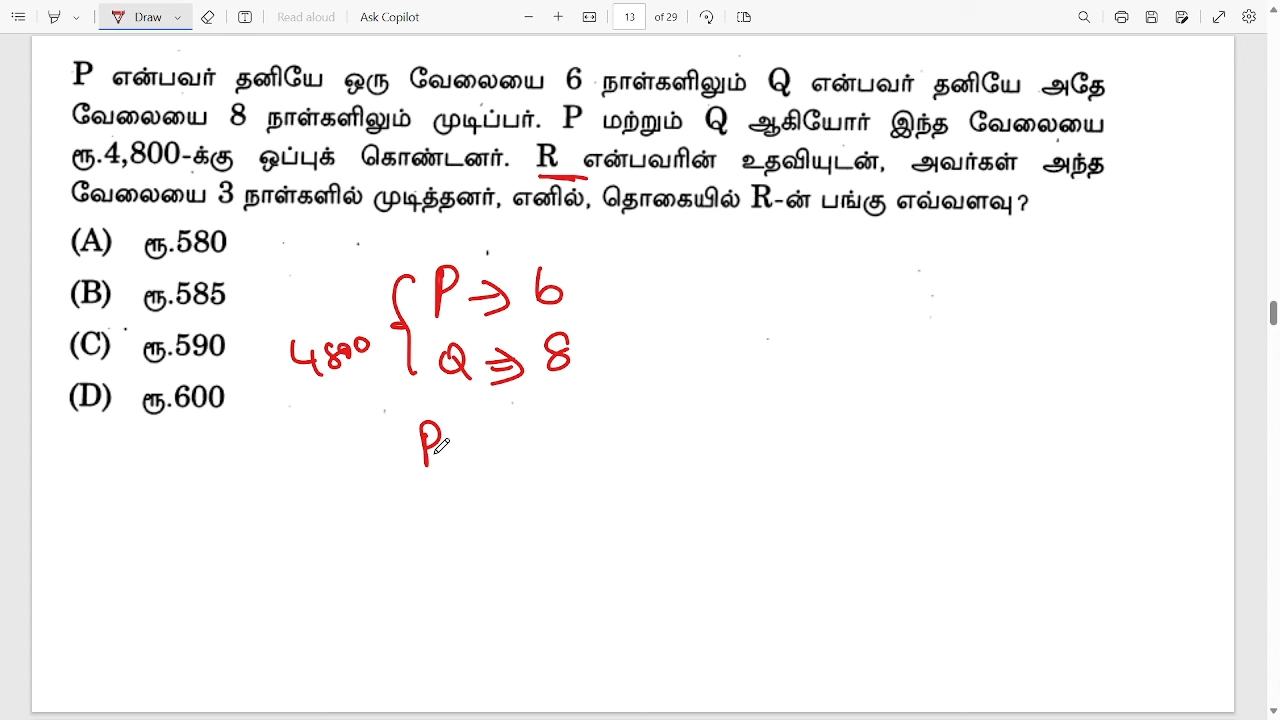 Draw
Read aloud
Ask Copilot
13
of 29
P என்பவர் தனியே ஒரு வேலையை 6 நாள்களிலும் Q என்பவர் தனியே அதே
வேலையை 8 நாள்களிலும் முடிப்பர். P மற்றும் Q ஆகியோர் இந்த வேலையை
ரூ.4,800-க்கு ஒப்புக் கொண்டனர். R என்பவரின் உதவியுடன், அவர்கள் அந்த
வேலையை 3 நாள்களில் முடித்தனர், எனில், தொகையில் R-ன் பங்கு எவ்வளவு?
(A) ரூ.580
(B) ரூ.585
(C) ரூ.590
(D) ரூ.600
P ⇒ 6
4800
Q ⇒ 8
P